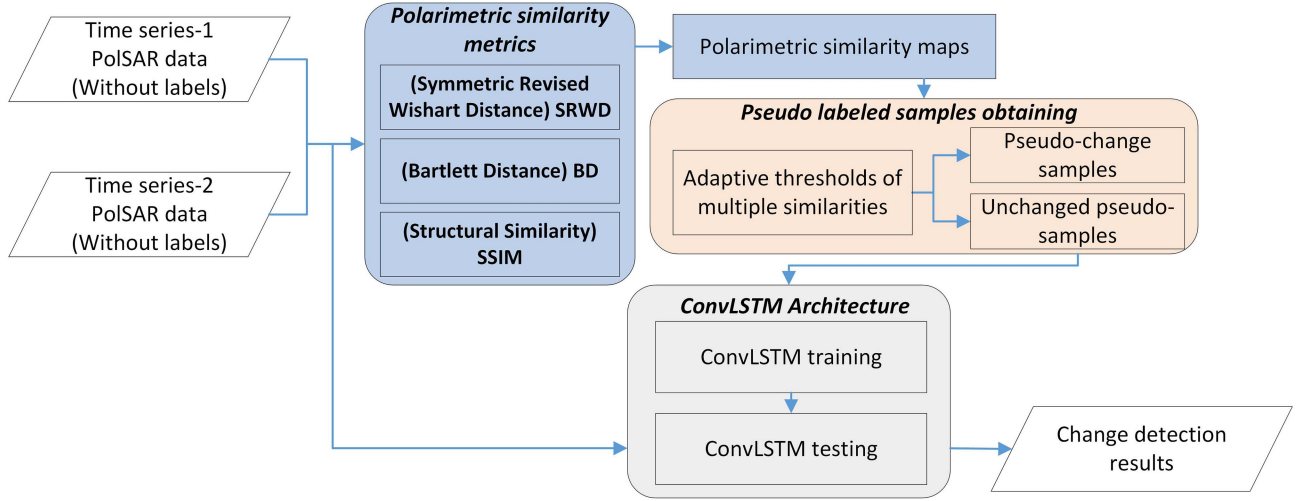 Time series-1
PolSAR data
(Without labels)
Time series-2
PolSAR data
(Without labels)
Polarimetric similarity
metrics
(Symmetric Revised
Wishart Distance) SRWD
(Bartlett Distance) BD
(Structural Similarity)
SSIM
Polarimetric similarity maps
Pseudo labeled samples obtaining
Adaptive thresholds of
multiple similarities
Pseudo-change
samples
Unchanged pseudo-
samples
ConvLSTM Architecture
ConvLSTM training
ConvLSTM testing
Change detection
results